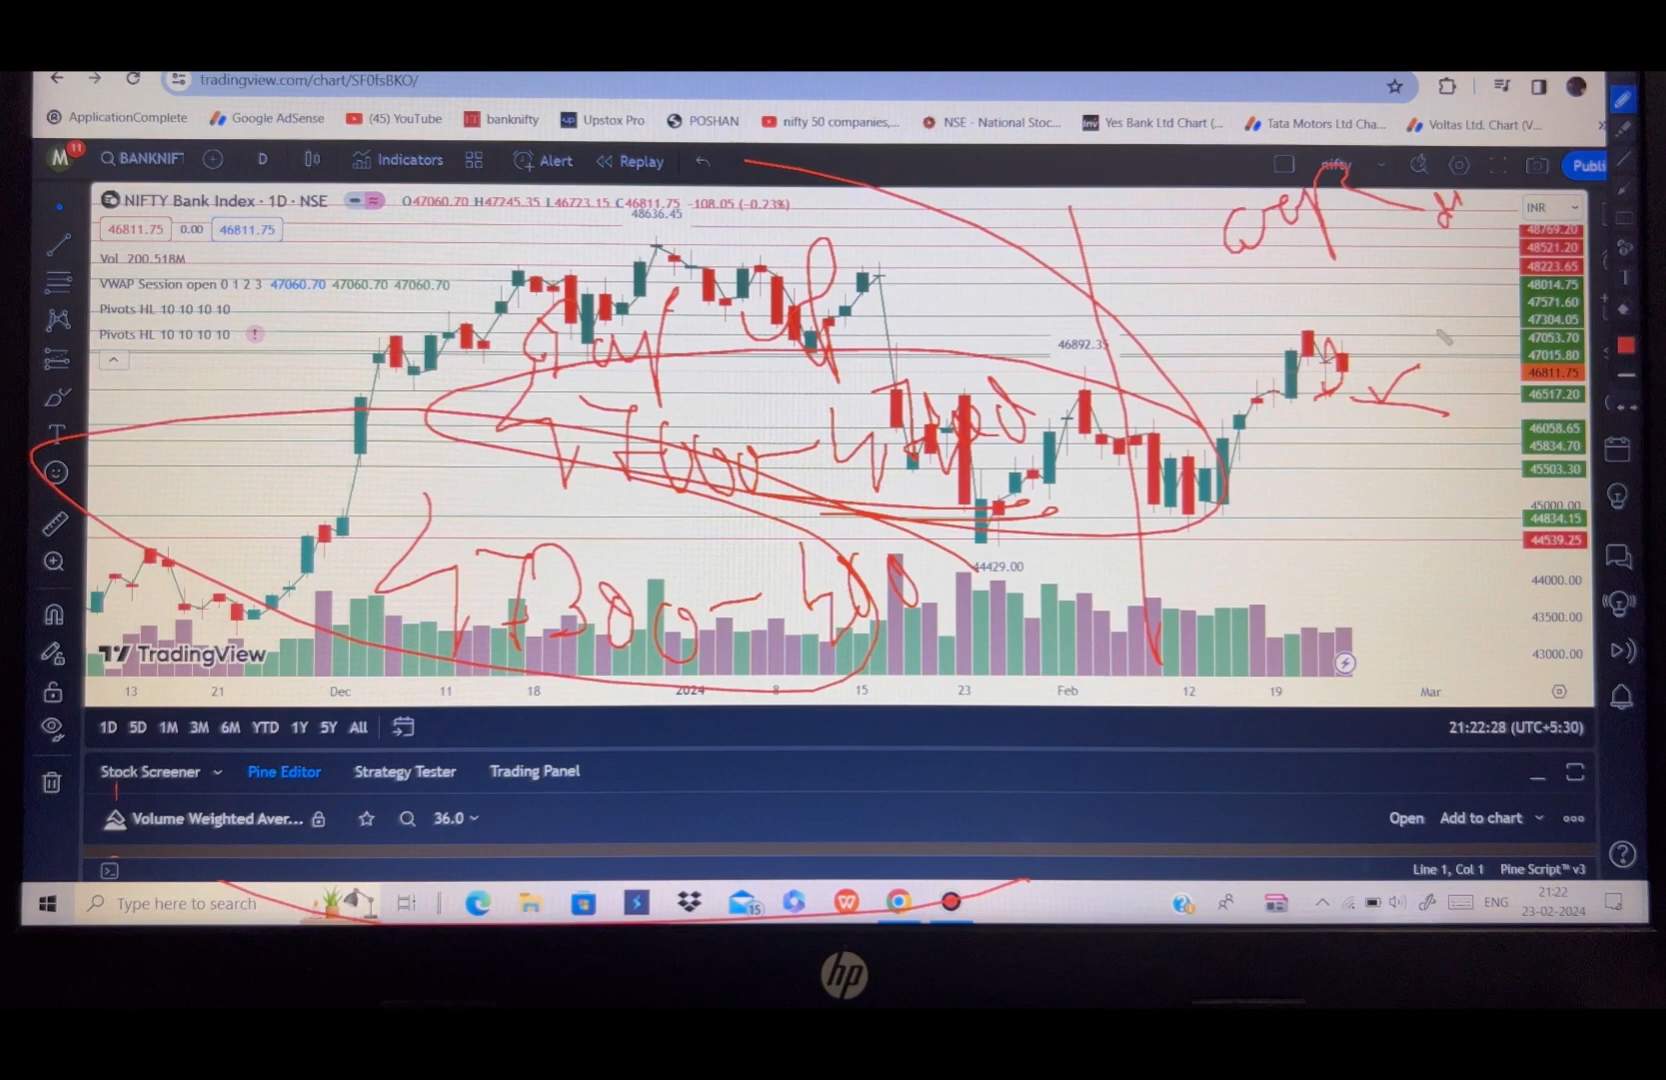 tradingview.com/chart/SF0fsBKO/
ApplicationComplete Google AdSense (45) YouTube banknifty Upstox Pro POSHAN nifty 50 companies,... NSE - National Stoc... Yes Bank Ltd Chart (... Tata Motors Ltd Cha... Voltas Ltd. Chart (V...
M 11 BANKNIF D Indicators Alert Replay nifty Publi
NIFTY Bank Index · 1D · NSE O47060.70 H47245.35 L46723.15 C46811.75 -108.05 (-0.23%) INR
48636.45
46811.75 0.00 46811.75
Vol 200.518M
VWAP Session open 0 1 2 3 47060.70 47060.70 47060.70
Pivots HL 10 10 10 10
Pivots HL 10 10 10 10 !
48769.20
48521.20
48223.65
48014.75
47571.60
47304.05
47053.70
46892.35
47015.80
46811.75
46517.20
46058.65
45834.70
45503.30
45000.00
44834.15
44539.25
44429.00
44000.00
43500.00
43000.00
gap up
TradingView
13 21 Dec 11 18 2024 8 15 23 Feb 12 19 Mar
1D 5D 1M 3M 6M YTD 1Y 5Y All 21:22:28 (UTC+5:30)
Stock Screener Pine Editor Strategy Tester Trading Panel
Volume Weighted Aver... 36.0 Open Add to chart
Line 1, Col 1 Pine Script™ v3
Type here to search 15 ENG 21:22
23-02-2024
hp